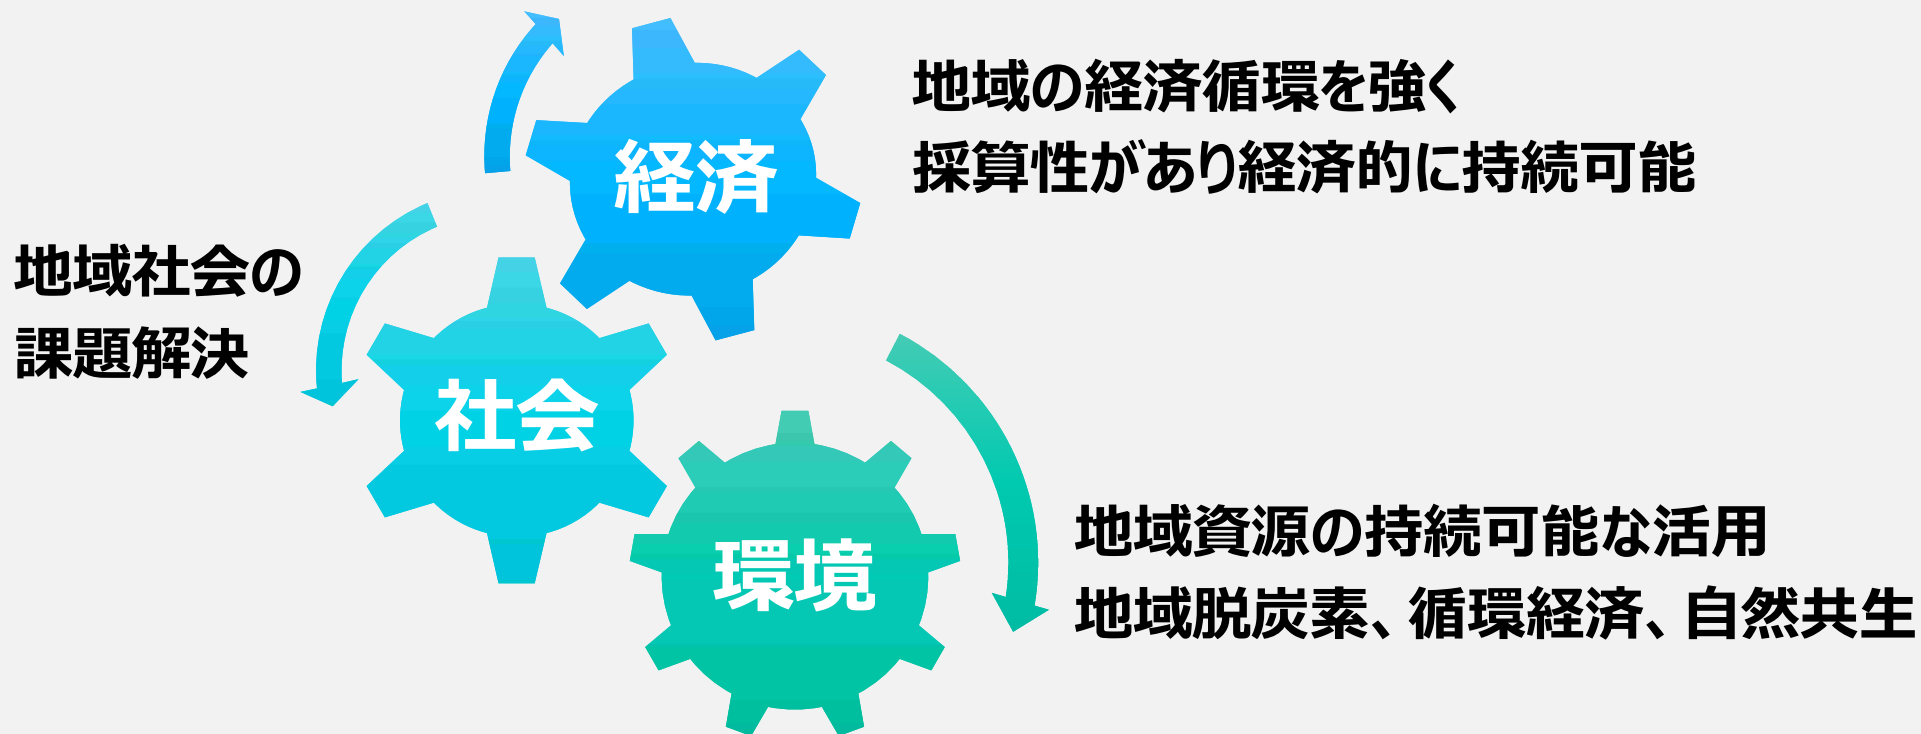 経済
地域の経済循環を強く
採算性があり経済的に持続可能
地域社会の
課題解決
社会
環境
地域資源の持続可能な活用
地域脱炭素、循環経済、自然共生